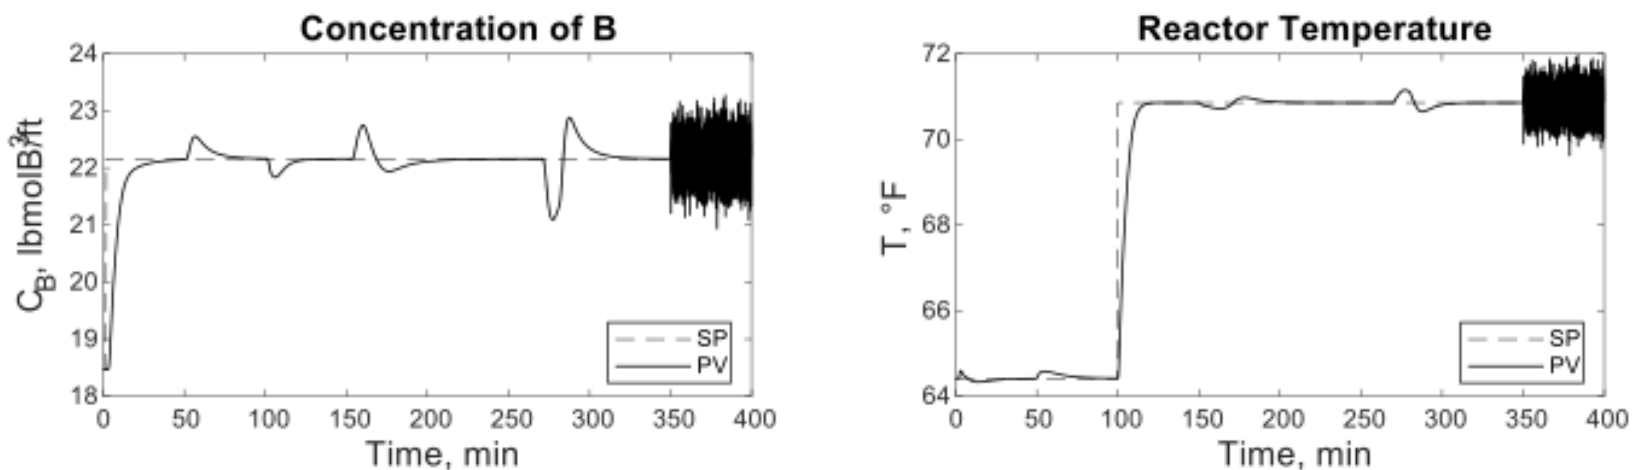 Concentration of B
24
23
22
21
20
19
18
C_B, lbmolB/ft^3
0 50 100 150 200 250 300 350 400
Time, min
SP
PV
Reactor Temperature
72
70
68
66
64
T, °F
0 50 100 150 200 250 300 350 400
Time, min
SP
PV